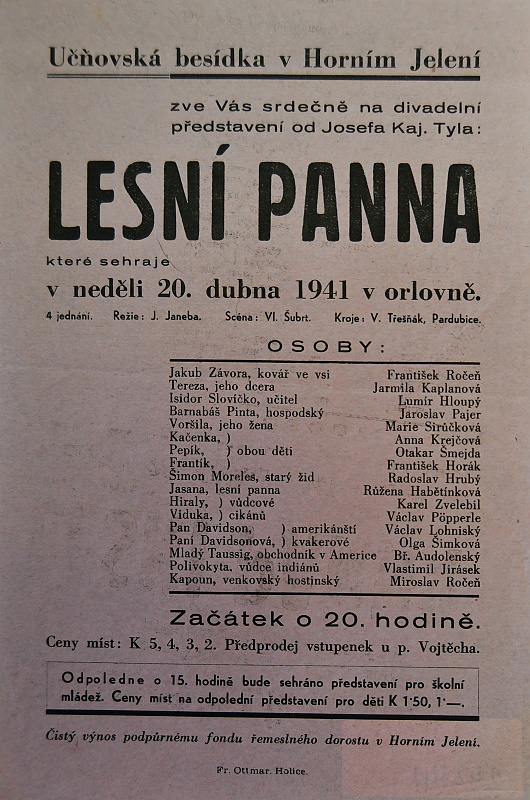 Učňovská besídka v Horním Jelení
zve Vás srdečně na divadelní
představení od Josefa Kaj. Tyla:
LESNÍ PANNA
které sehraje
v neděli 20. dubna 1941 v orlovně.
4 jednání. Režie: J. Janeba. Scéna: Vl. Šubrt. Kroje: V. Třešňák, Pardubice.
OSOBY:
Jakub Závora, kovář ve vsi František Ročeň
Tereza, jeho dcera Jarmila Kaplanová
Isidor Slovíčko, učitel Lumír Hloupý
Barnabáš Pinta, hospodský Jaroslav Pajer
Voršila, jeho žena Marie Sirůčková
Kačenka, ) Anna Krejčová
Pepík, ) obou děti Otakar Šmejda
Frantík, ) František Horák
Šimon Moreles, starý žid Radoslav Hrubý
Jasana, lesní panna Růžena Habětínková
Hiraly, ) vůdcové Karel Zvelebil
Viduka, ) cikánů Václav Pöpperle
Pan Davidson, ) amerikánští Václav Lohniský
Paní Davidsonová, ) kvakerové Olga Šimková
Mladý Taussig, obchodník v Americe Bř. Audolenský
Polivokyta, vůdce indiánů Vlastimil Jirásek
Kapoun, venkovský hostinský Miroslav Ročeň
Začátek o 20. hodině.
Ceny míst: K 5, 4, 3, 2. Předprodej vstupenek u p. Vojtěcha.
Odpoledne o 15. hodině bude sehráno představení pro školní
mládež. Ceny míst na odpolední představení pro děti K 1·50, 1·—.
Čistý výnos podpůrnému fondu řemeslného dorostu v Horním Jelení.
Fr. Ottmar, Holice.